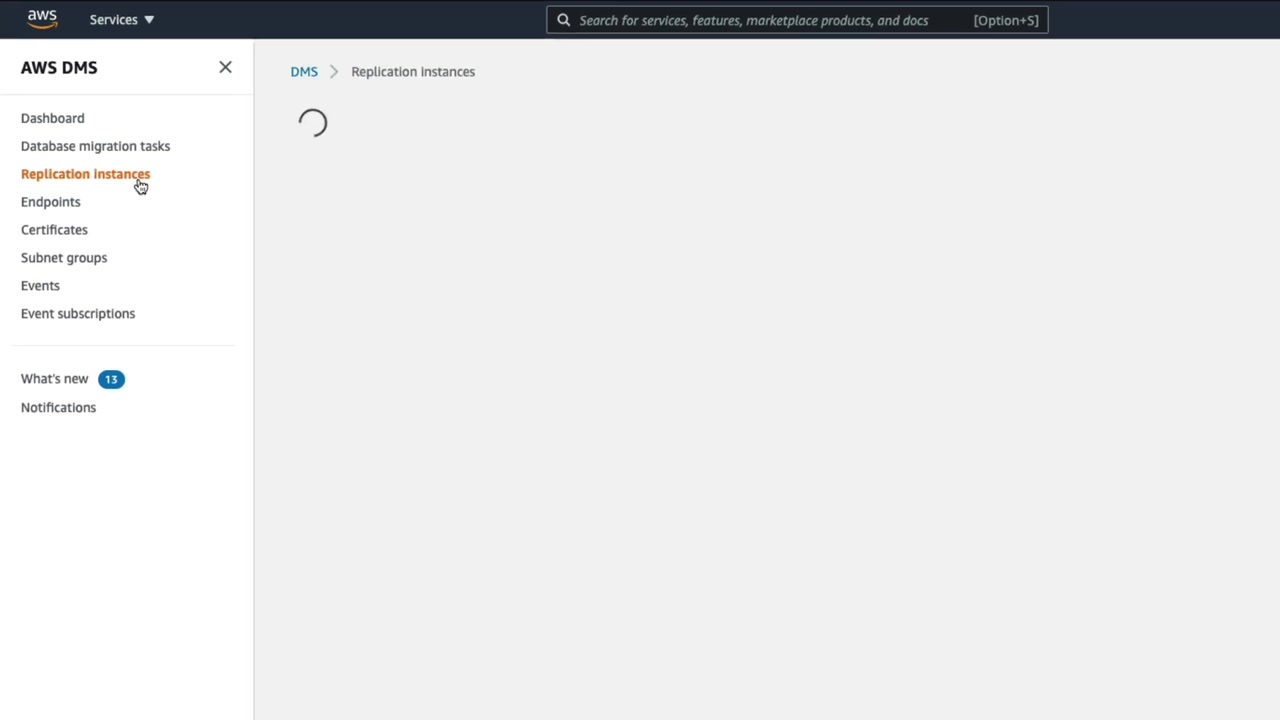 aws Services ▼ Search for services, features, marketplace products, and docs [Option+S]
AWS DMS
DMS > Replication instances
Dashboard
Database migration tasks
Replication instances
Endpoints
Certificates
Subnet groups
Events
Event subscriptions
What's new 13
Notifications